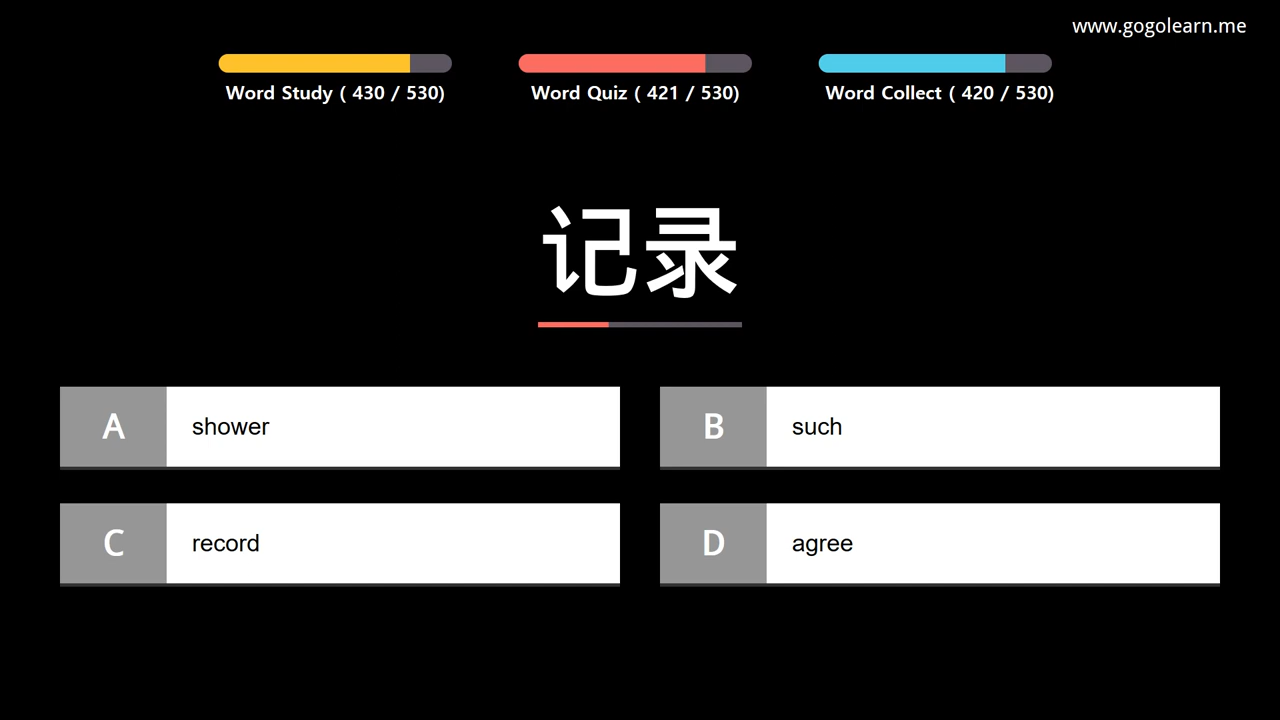 www.gogolearn.me
Word Study ( 430 / 530)
Word Quiz ( 421 / 530)
Word Collect ( 420 / 530)
记录
A shower
B such
C record
D agree